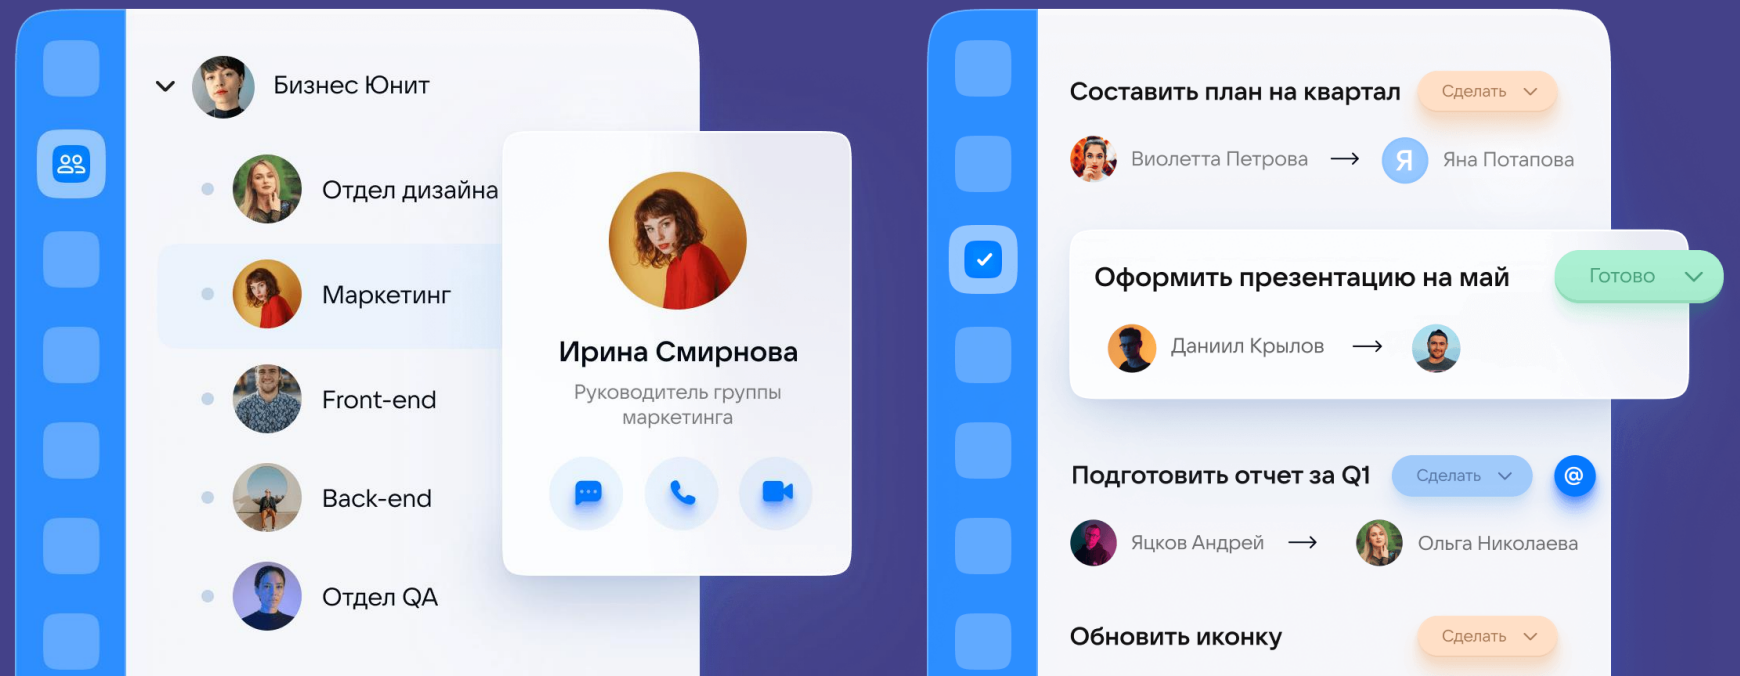 Бизнес Юнит
Отдел дизайна
Маркетинг
Front-end
Back-end
Отдел QA
Ирина Смирнова
Руководитель группы
маркетинга
Составить план на квартал
Сделать
Виолетта Петрова
Я
Яна Потапова
Оформить презентацию на май
Готово
Даниил Крылов
Подготовить отчет за Q1
Сделать
@
Яцков Андрей
Ольга Николаева
Обновить иконку
Сделать